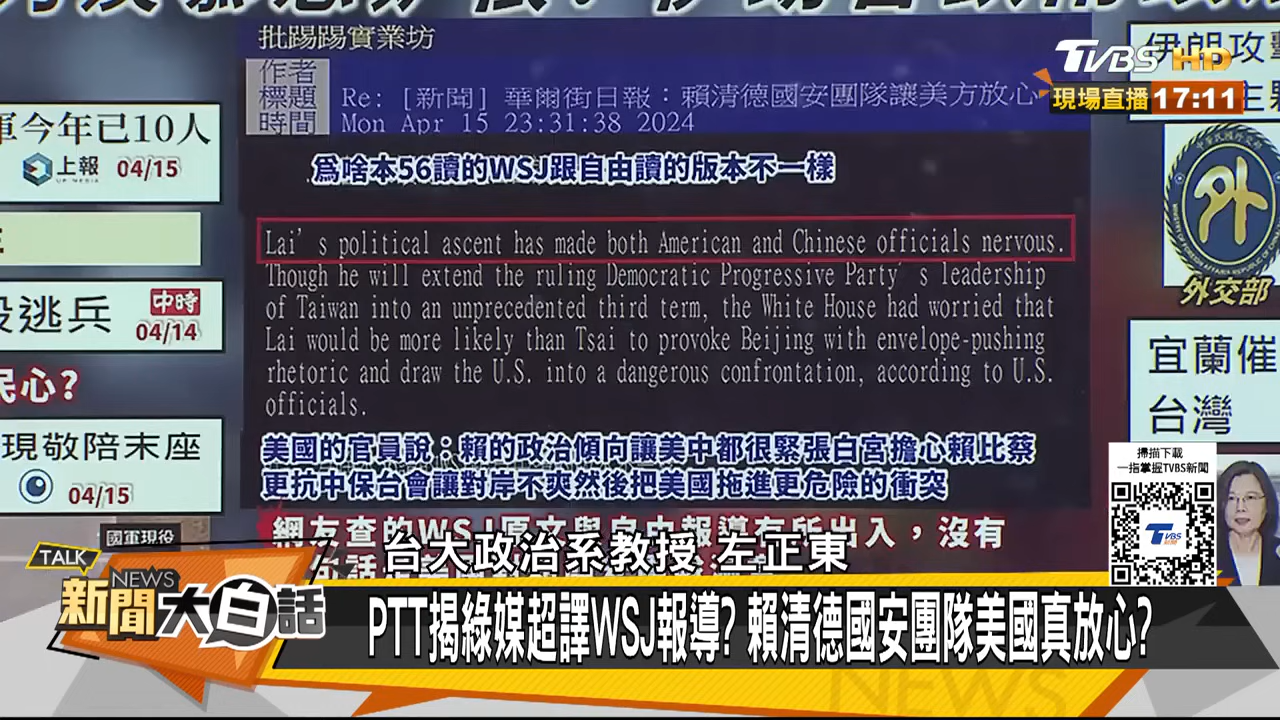 批踢踢實業坊
作者
標題 Re: [新聞] 華爾街日報：賴清德國安團隊讓美方放心
時間 Mon Apr 15 23:31:38 2024
為啥本56讀的WSJ跟自由讀的版本不一樣
Lai's political ascent has made both American and Chinese officials nervous.
Though he will extend the ruling Democratic Progressive Party's leadership
of Taiwan into an unprecedented third term, the White House had worried that
Lai would be more likely than Tsai to provoke Beijing with envelope-pushing
rhetoric and draw the U.S. into a dangerous confrontation, according to U.S.
officials.
美國的官員說：賴的政治傾向讓美中都很緊張白宮擔心賴比蔡
更抗中保台會讓對岸不爽然後把美國拖進更危險的衝突
網友查的WSJ原文與自由報導有所出入，沒有
今年已10人
上報 04/15
UP MEDIA
逃兵
中時
04/14
民心?
現敬陪末座
04/15
國軍現役
伊朗攻擊
TVBS HD
現場直播 17:11
外
外交部
宜蘭催
台灣
掃描下載
一指掌握TVBS新聞
TVBS
新聞
TALK
NEWS
新聞大白話
台大政治系教授 左正東
PTT揭綠媒超譯WSJ報導? 賴清德國安團隊美國真放心?
NEWS